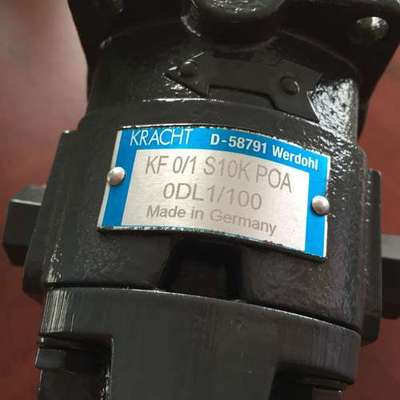 KRACHT D-58791 Werdohl
KF 0/1 S10K POA
0DL1/100
Made in Germany